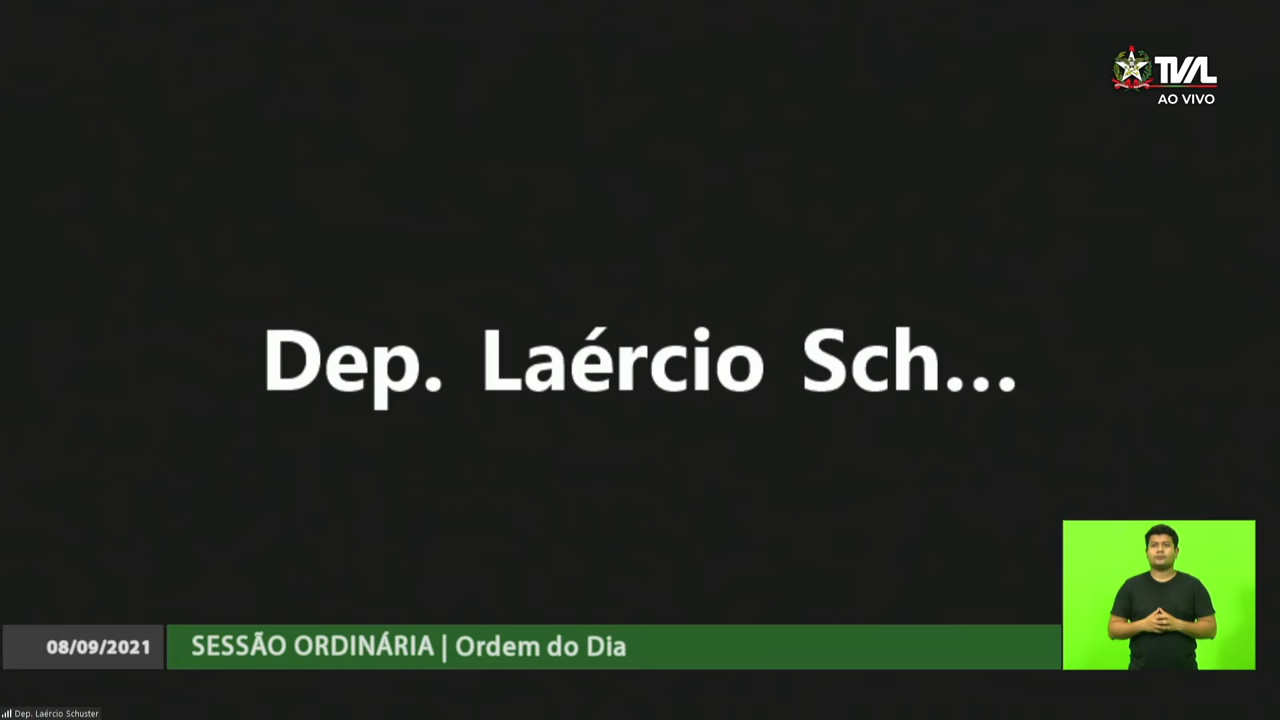 TVAL
AO VIVO
Dep. Laércio Sch...
08/09/2021
SESSÃO ORDINÁRIA | Ordem do Dia
Dep. Laércio Schuster